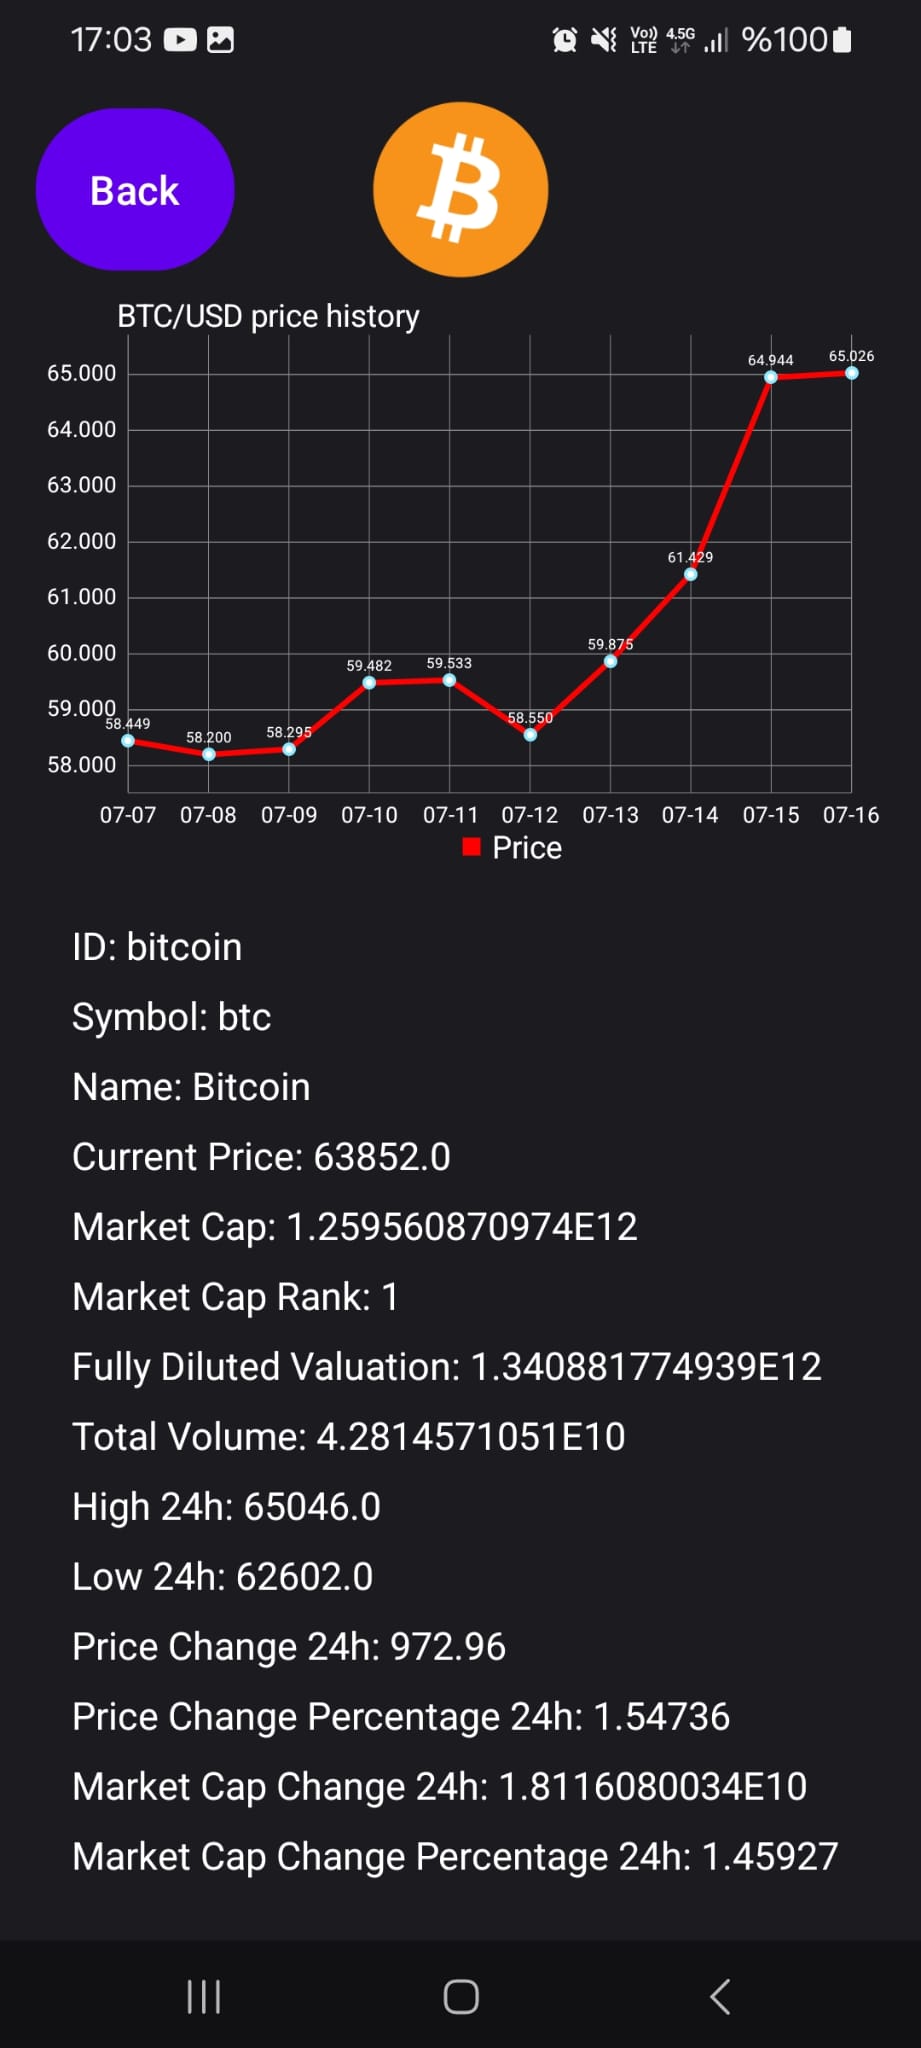 17:03 Vo)) LTE 4.5G %100
Back
BTC/USD price history
65.000
64.000
63.000
62.000
61.000
60.000
59.000
58.000
58.449 58.200 58.295 59.482 59.533 58.550 59.875 61.429 64.944 65.026
07-07 07-08 07-09 07-10 07-11 07-12 07-13 07-14 07-15 07-16
Price
ID: bitcoin
Symbol: btc
Name: Bitcoin
Current Price: 63852.0
Market Cap: 1.259560870974E12
Market Cap Rank: 1
Fully Diluted Valuation: 1.340881774939E12
Total Volume: 4.2814571051E10
High 24h: 65046.0
Low 24h: 62602.0
Price Change 24h: 972.96
Price Change Percentage 24h: 1.54736
Market Cap Change 24h: 1.8116080034E10
Market Cap Change Percentage 24h: 1.45927